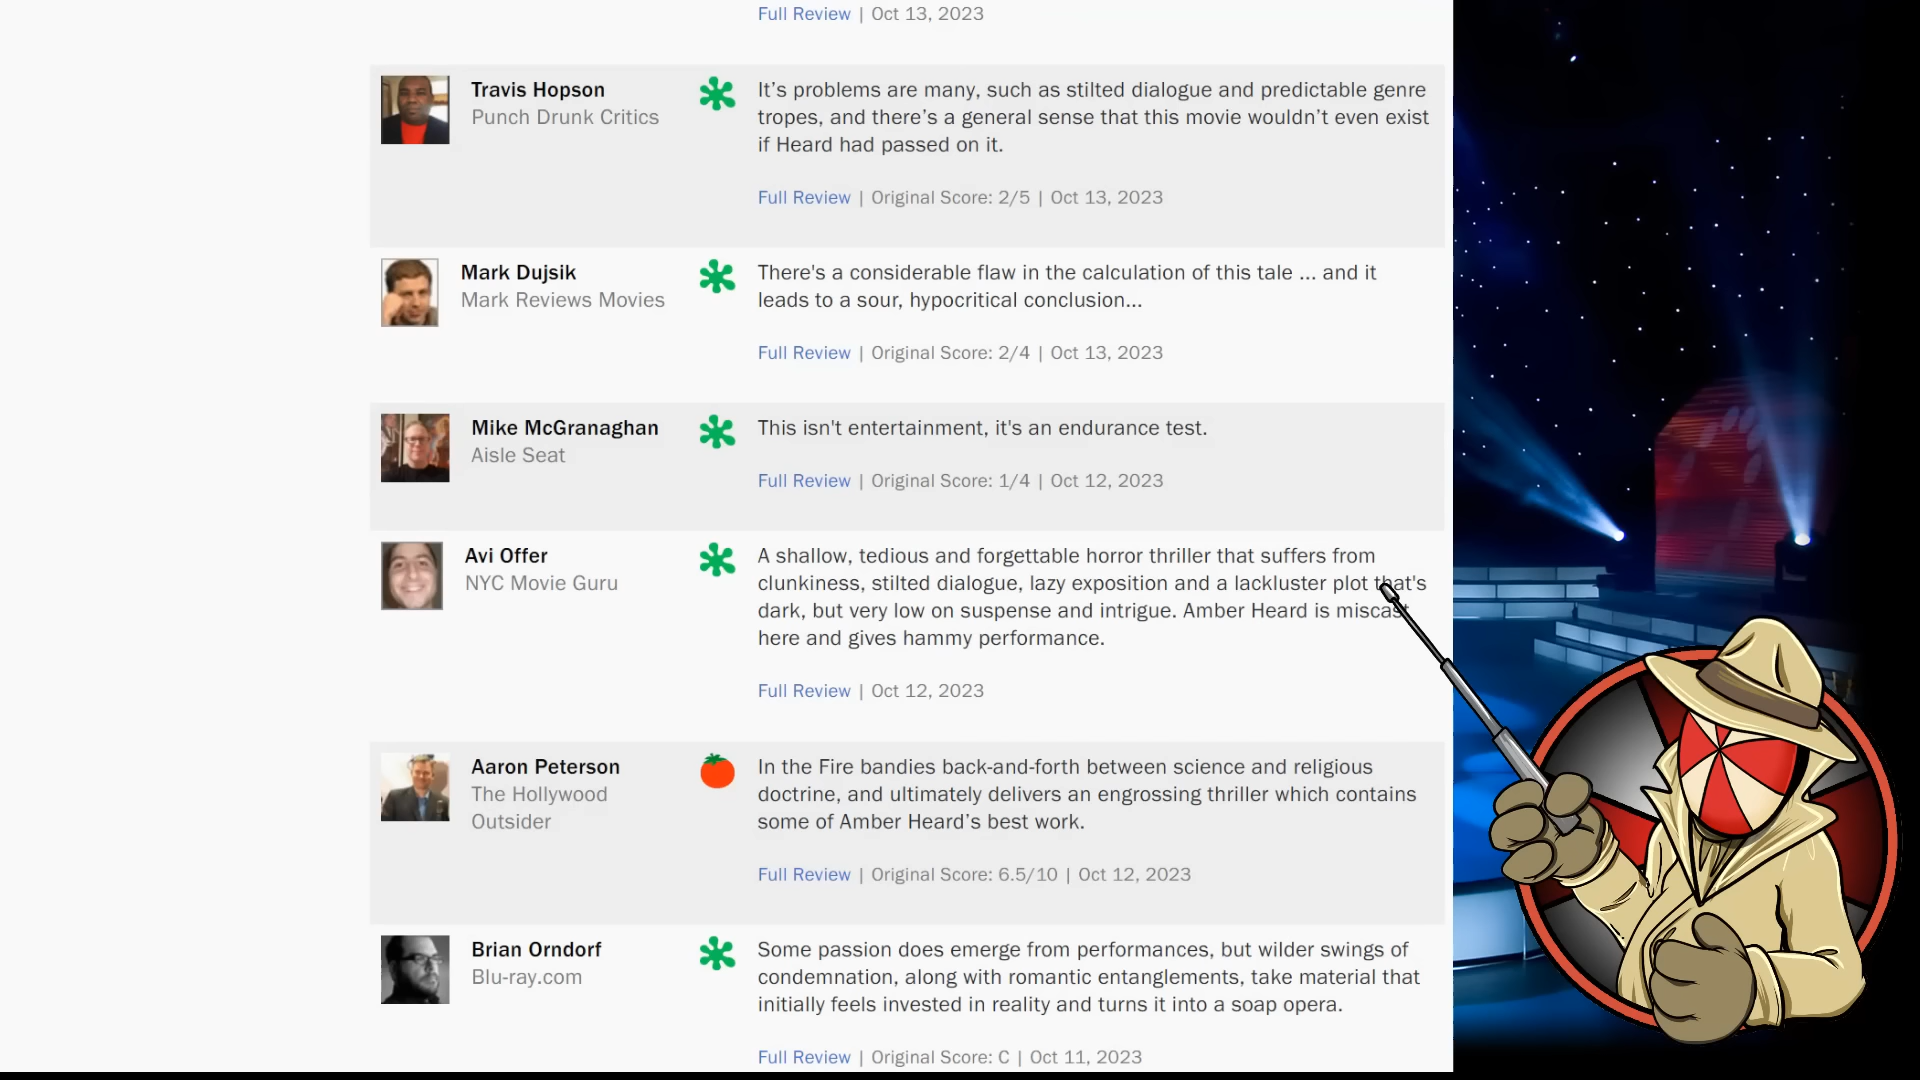 Full Review | Oct 13, 2023
Travis Hopson
Punch Drunk Critics
It’s problems are many, such as stilted dialogue and predictable genre
tropes, and there’s a general sense that this movie wouldn’t even exist
if Heard had passed on it.
Full Review | Original Score: 2/5 | Oct 13, 2023
Mark Dujsik
Mark Reviews Movies
There's a considerable flaw in the calculation of this tale ... and it
leads to a sour, hypocritical conclusion...
Full Review | Original Score: 2/4 | Oct 13, 2023
Mike McGranaghan
Aisle Seat
This isn't entertainment, it's an endurance test.
Full Review | Original Score: 1/4 | Oct 12, 2023
Avi Offer
NYC Movie Guru
A shallow, tedious and forgettable horror thriller that suffers from
clunkiness, stilted dialogue, lazy exposition and a lackluster plot that's
dark, but very low on suspense and intrigue. Amber Heard is miscast
here and gives hammy performance.
Full Review | Oct 12, 2023
Aaron Peterson
The Hollywood
Outsider
In the Fire bandies back-and-forth between science and religious
doctrine, and ultimately delivers an engrossing thriller which contains
some of Amber Heard’s best work.
Full Review | Original Score: 6.5/10 | Oct 12, 2023
Brian Orndorf
Blu-ray.com
Some passion does emerge from performances, but wilder swings of
condemnation, along with romantic entanglements, take material that
initially feels invested in reality and turns it into a soap opera.
Full Review | Original Score: C | Oct 11, 2023